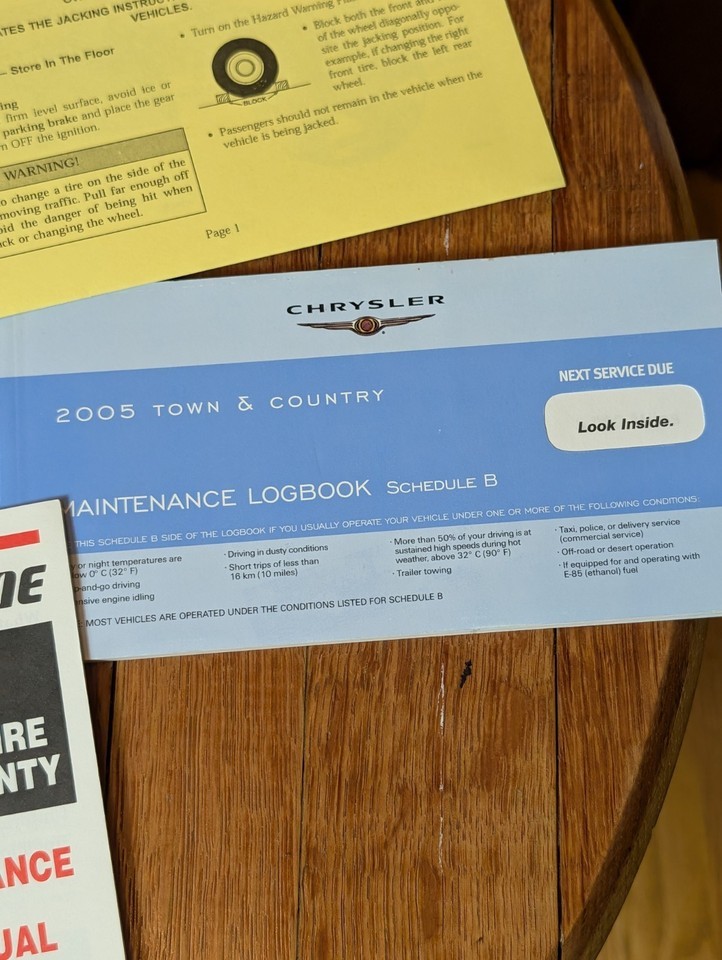 ATES THE JACKING INSTRUC
VEHICLES.
– Store In The Floor
ing
firm level surface, avoid ice or
parking brake and place the gear
n OFF the ignition.
WARNING!
o change a tire on the side of the
moving traffic. Pull far enough off
oid the danger of being hit when
ck or changing the wheel.
• Turn on the Hazard Warning
BLOCK
• Block both the front and
of the wheel diagonally oppo-
site the jacking position. For
example, if changing the right
front tire, block the left rear
wheel.
• Passengers should not remain in the vehicle when the
vehicle is being jacked.
Page 1
CHRYSLER
2005 TOWN & COUNTRY
NEXT SERVICE DUE
Look Inside.
MAINTENANCE LOGBOOK SCHEDULE B
THIS SCHEDULE B SIDE OF THE LOGBOOK IF YOU USUALLY OPERATE YOUR VEHICLE UNDER ONE OR MORE OF THE FOLLOWING CONDITIONS:
y or night temperatures are
low 0° C (32° F)
p-and-go driving
ensive engine idling
· Driving in dusty conditions
· Short trips of less than
16 km (10 miles)
· More than 50% of your driving is at
sustained high speeds during hot
weather, above 32° C (90° F)
· Trailer towing
· Taxi, police, or delivery service
(commercial service)
· Off-road or desert operation
· If equipped for and operating with
E-85 (ethanol) fuel
: MOST VEHICLES ARE OPERATED UNDER THE CONDITIONS LISTED FOR SCHEDULE B
NE
IRE
NTY
ANCE
UAL